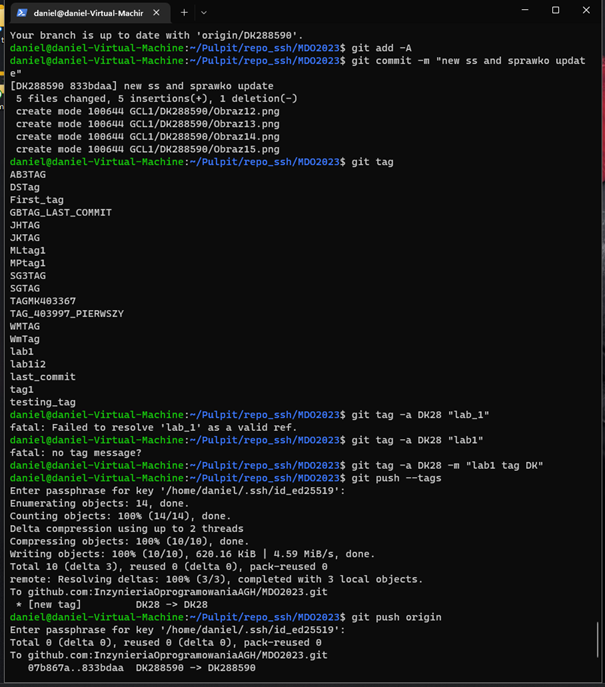 daniel@daniel-Virtual-Machir
Your branch is up to date with 'origin/DK288590'.
daniel@daniel-Virtual-Machine:~/Pulpit/repo_ssh/MDO2023$ git add -A
daniel@daniel-Virtual-Machine:~/Pulpit/repo_ssh/MDO2023$ git commit -m "new ss and sprawko updat
e"
[DK288590 833bdaa] new ss and sprawko update
 5 files changed, 5 insertions(+), 1 deletion(-)
 create mode 100644 GCL1/DK288590/Obraz12.png
 create mode 100644 GCL1/DK288590/Obraz13.png
 create mode 100644 GCL1/DK288590/Obraz14.png
 create mode 100644 GCL1/DK288590/Obraz15.png
daniel@daniel-Virtual-Machine:~/Pulpit/repo_ssh/MDO2023$ git tag
AB3TAG
DSTag
First_tag
GBTAG_LAST_COMMIT
JHTAG
JKTAG
MLtag1
MPtag1
SG3TAG
SGTAG
TAGMK403367
TAG_403997_PIERWSZY
WMTAG
WmTag
lab1
lab1i2
last_commit
tag1
testing_tag
daniel@daniel-Virtual-Machine:~/Pulpit/repo_ssh/MDO2023$ git tag -a DK28 "lab_1"
fatal: Failed to resolve 'lab_1' as a valid ref.
daniel@daniel-Virtual-Machine:~/Pulpit/repo_ssh/MDO2023$ git tag -a DK28 "lab1"
fatal: no tag message?
daniel@daniel-Virtual-Machine:~/Pulpit/repo_ssh/MDO2023$ git tag -a DK28 -m "lab1 tag DK"
daniel@daniel-Virtual-Machine:~/Pulpit/repo_ssh/MDO2023$ git push --tags
Enter passphrase for key '/home/daniel/.ssh/id_ed25519':
Enumerating objects: 14, done.
Counting objects: 100% (14/14), done.
Delta compression using up to 2 threads
Compressing objects: 100% (10/10), done.
Writing objects: 100% (10/10), 620.16 KiB | 4.59 MiB/s, done.
Total 10 (delta 3), reused 0 (delta 0), pack-reused 0
remote: Resolving deltas: 100% (3/3), completed with 3 local objects.
To github.com:InzynieriaOprogramowaniaAGH/MDO2023.git
 * [new tag]         DK28 -> DK28
daniel@daniel-Virtual-Machine:~/Pulpit/repo_ssh/MDO2023$ git push origin
Enter passphrase for key '/home/daniel/.ssh/id_ed25519':
Total 0 (delta 0), reused 0 (delta 0), pack-reused 0
To github.com:InzynieriaOprogramowaniaAGH/MDO2023.git
   07b867a..833bdaa  DK288590 -> DK288590